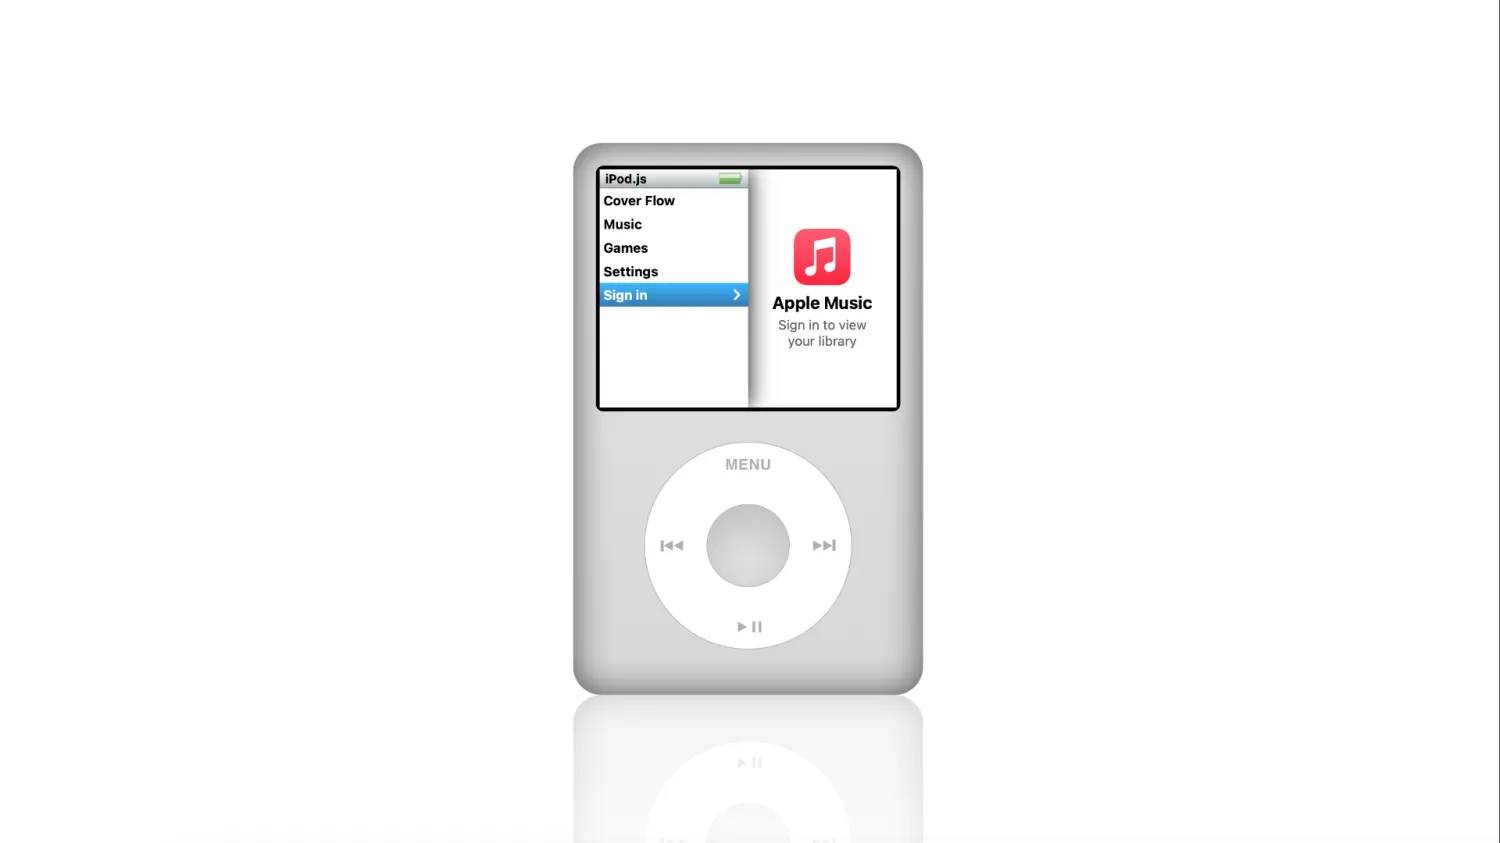 iPod.js
Cover Flow
Music
Games
Settings
Sign in
Apple Music
Sign in to view
your library
MENU